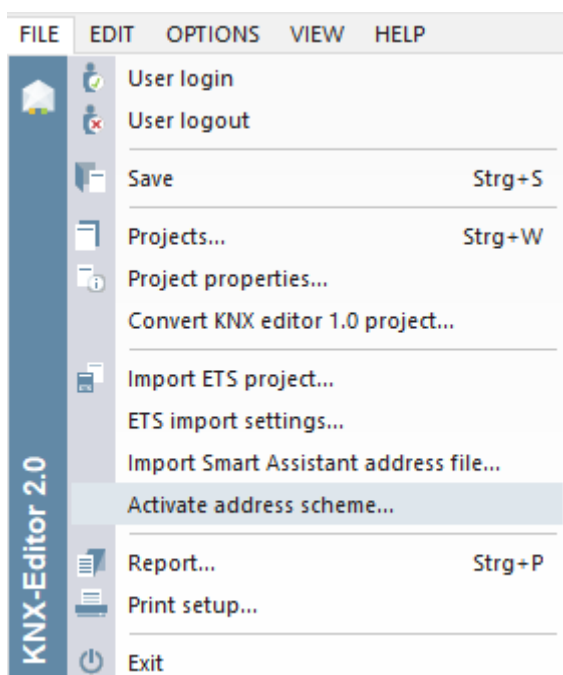 FILE EDIT OPTIONS VIEW HELP
User login
User logout
Save Strg+S
Projects... Strg+W
Project properties...
Convert KNX editor 1.0 project...
Import ETS project...
ETS import settings...
Import Smart Assistant address file...
Activate address scheme...
Report... Strg+P
Print setup...
Exit
KNX-Editor 2.0